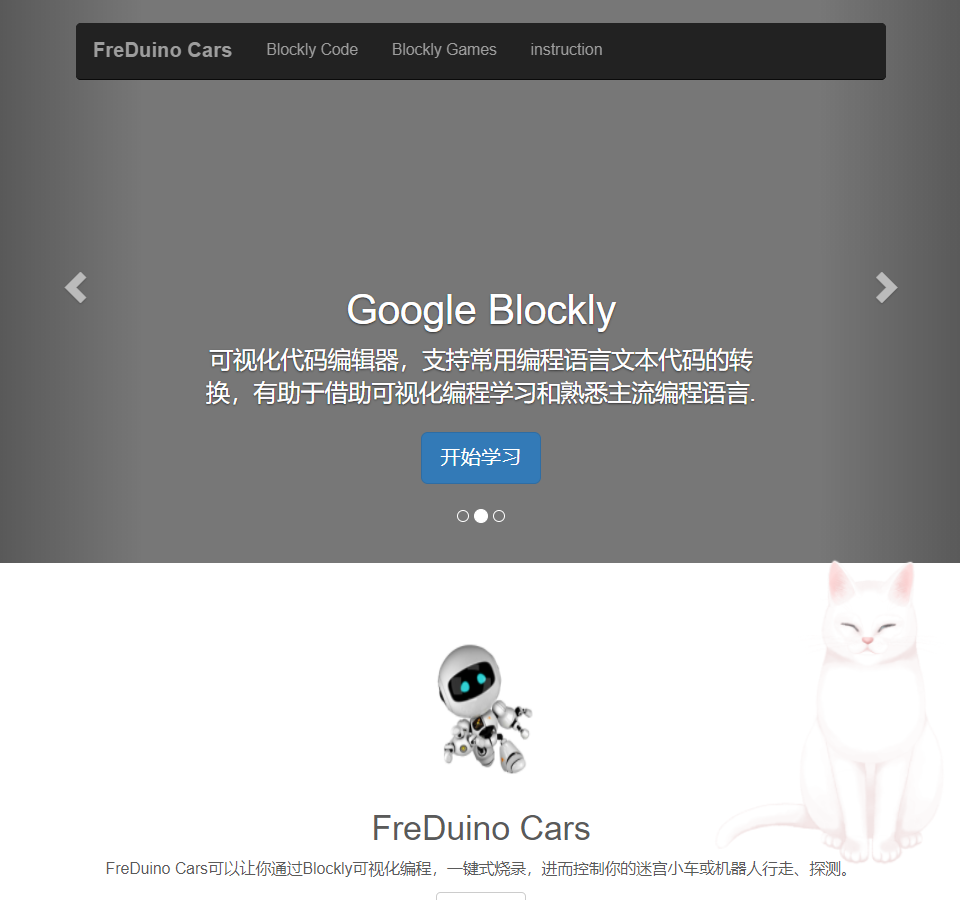 FreDuino Cars Blockly Code Blockly Games instruction
Google Blockly
可视化代码编辑器，支持常用编程语言文本代码的转
换，有助于借助可视化编程学习和熟悉主流编程语言.
开始学习
FreDuino Cars
FreDuino Cars可以让你通过Blockly可视化编程，一键式烧录，进而控制你的迷宫小车或机器人行走、探测。